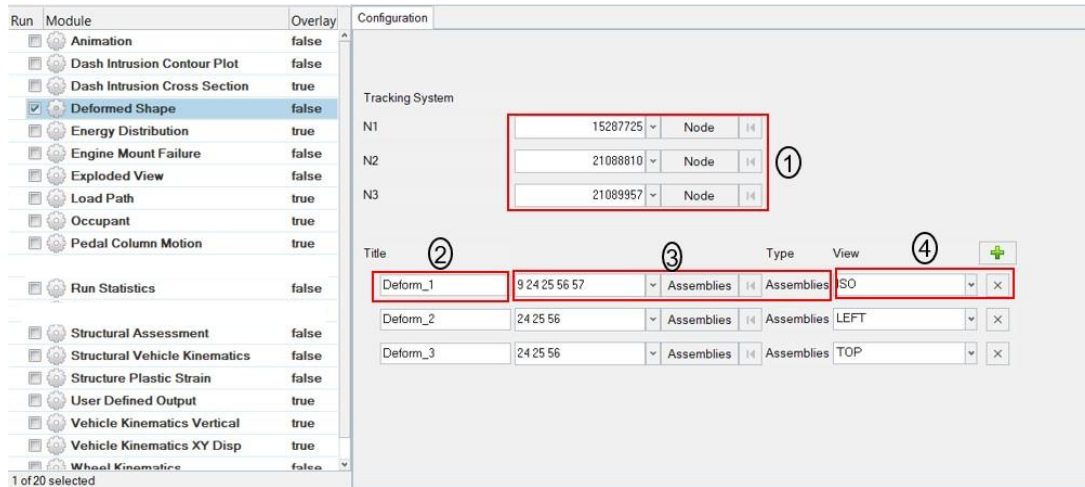 Run Module Overlay
Animation false
Dash Intrusion Contour Plot false
Dash Intrusion Cross Section true
Deformed Shape false
Energy Distribution true
Engine Mount Failure false
Exploded View false
Load Path true
Occupant true
Pedal Column Motion true
Run Statistics false
Structural Assessment false
Structural Vehicle Kinematics false
Structure Plastic Strain false
User Defined Output true
Vehicle Kinematics Vertical true
Vehicle Kinematics XY Disp true
Wheel Kinematics false
1 of 20 selected
Configuration
Tracking System
N1 15287725 Node
N2 21088810 Node 1
N3 21089957 Node
Title 2 3 Type View 4
Deform_1 9 24 25 56 57 Assemblies Assemblies ISO
Deform_2 24 25 56 Assemblies Assemblies LEFT
Deform_3 24 25 56 Assemblies Assemblies TOP